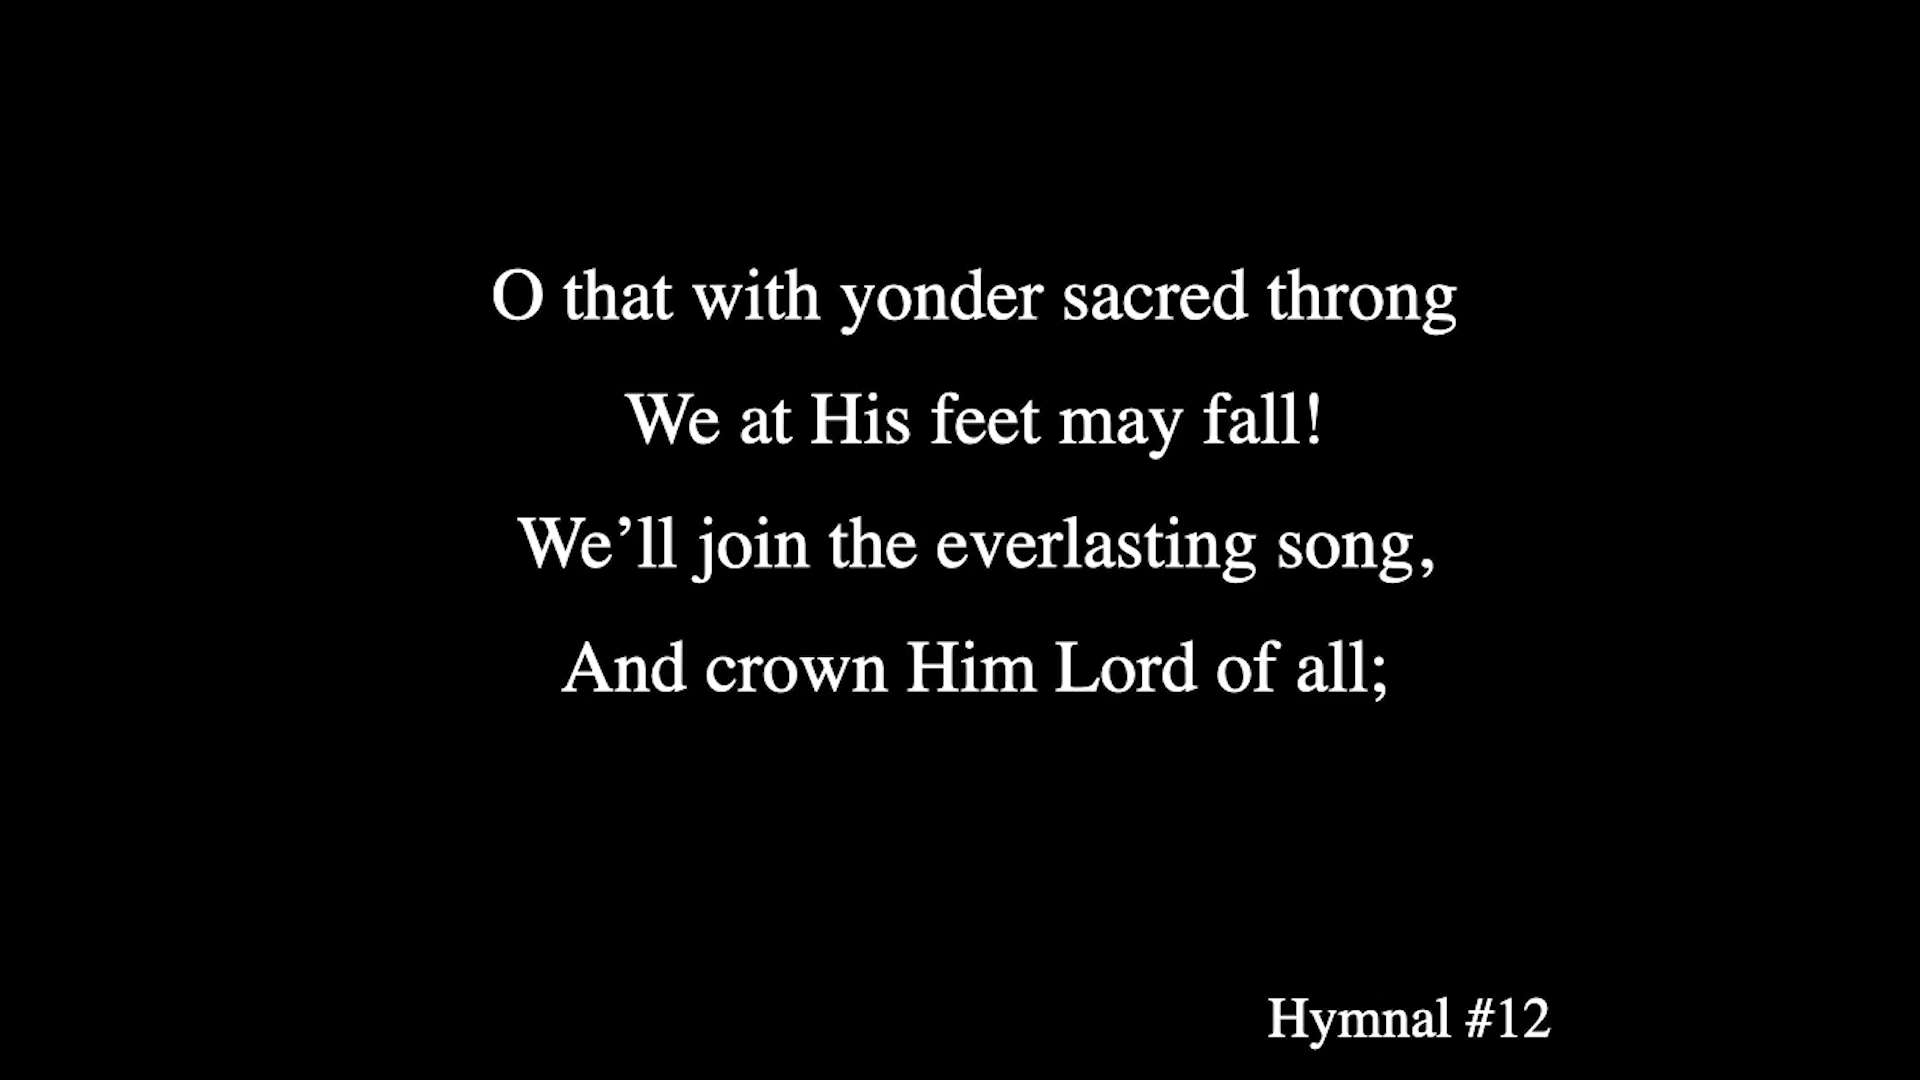 O that with yonder sacred throng
We at His feet may fall!
We’ll join the everlasting song,
And crown Him Lord of all;
Hymnal #12